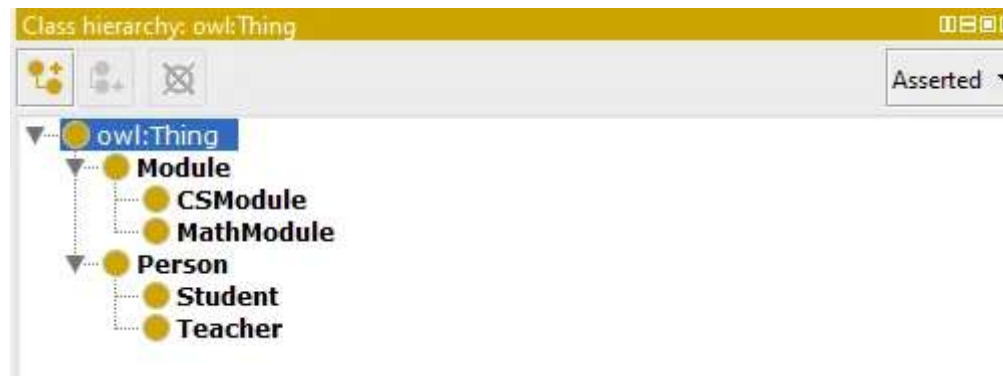 Class hierarchy: owl:Thing
Asserted
owl:Thing
Module
CSModule
MathModule
Person
Student
Teacher